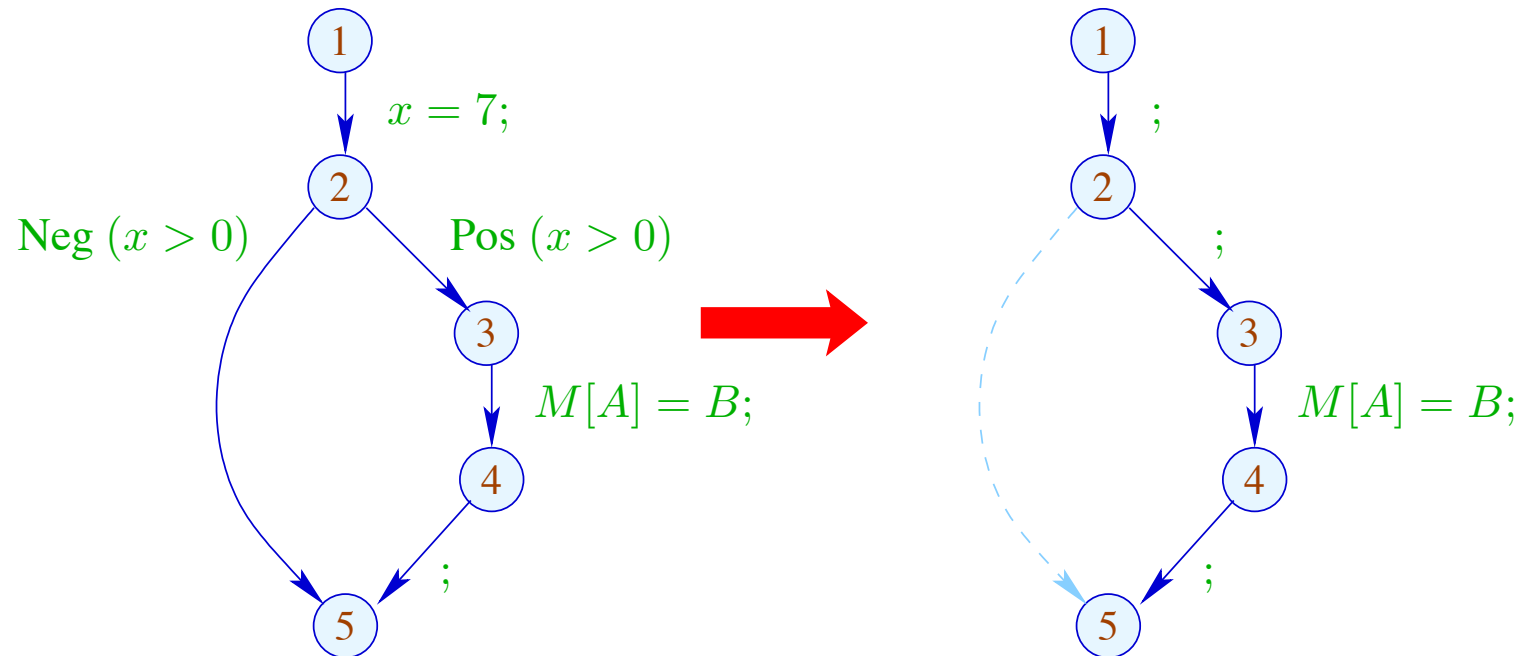 1
x = 7;
2
Neg (x > 0)
Pos (x > 0)
3
M[A] = B;
4
;
5
1
;
2
;
3
M[A] = B;
4
;
5